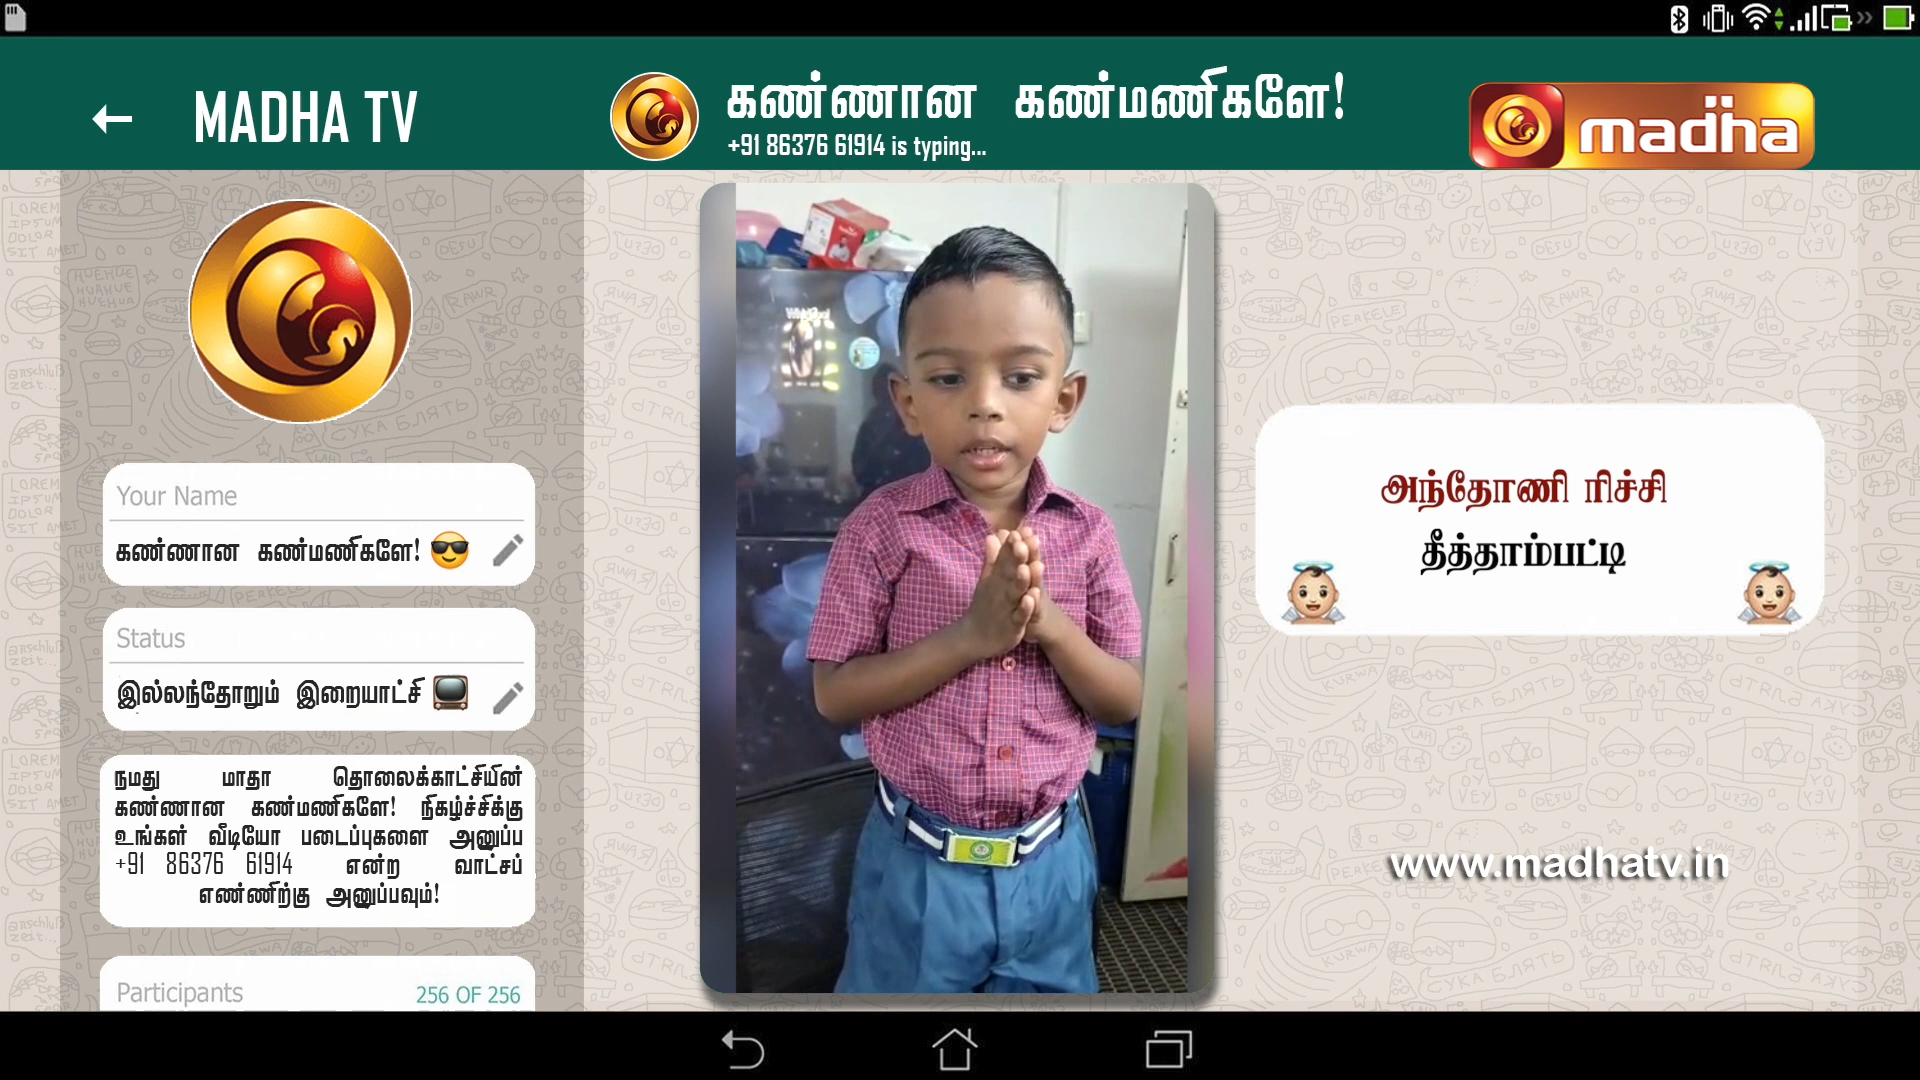 MADHA TV
கண்ணான கண்மணிகளே!
+91 86376 61914 is typing...
madha
Your Name
கண்ணான கண்மணிகளே!
Status
இல்லந்தோறும் இறையாட்சி
நமது மாதா தொலைக்காட்சியின்
கண்ணான கண்மணிகளே! நிகழ்ச்சிக்கு
உங்கள் வீடியோ படைப்புகளை அனுப்ப
+91 86376 61914 என்ற வாட்சப்
எண்ணிற்கு அனுப்பவும்!
Participants 256 OF 256
Whirlpool
அந்தோணி ரிச்சி
தீத்தாம்பட்டி
www.madhatv.in